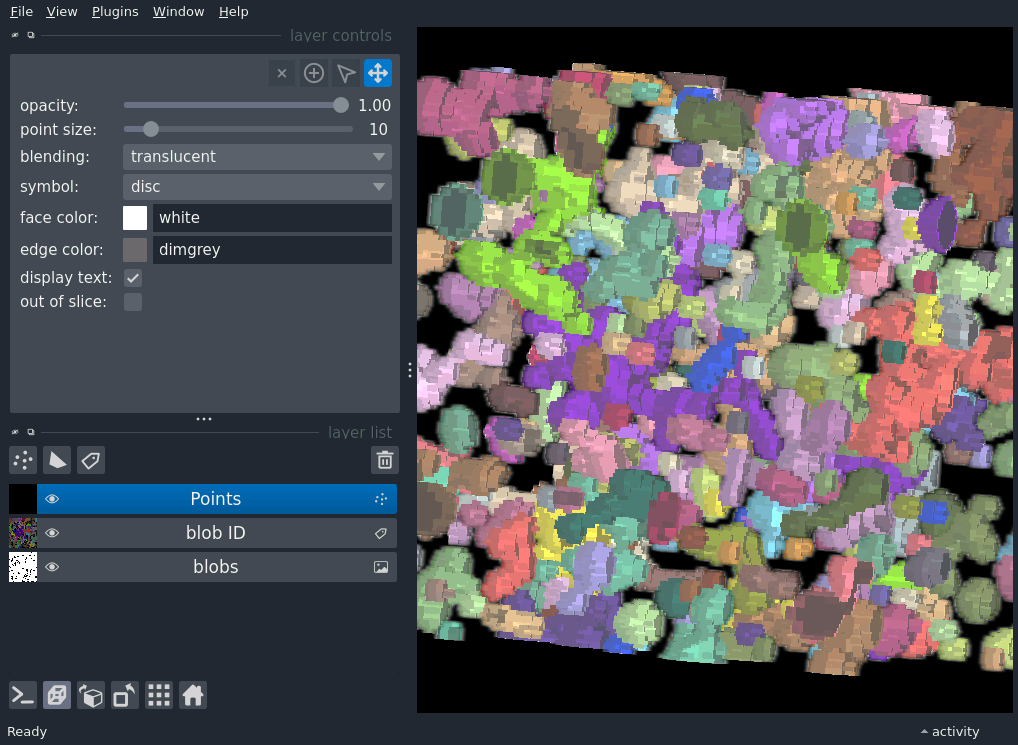 File View Plugins Window Help
layer controls
opacity: 1.00
point size: 10
blending: translucent
symbol: disc
face color: white
edge color: dimgrey
display text:
out of slice:
layer list
Points
blob ID
blobs
Ready
activity